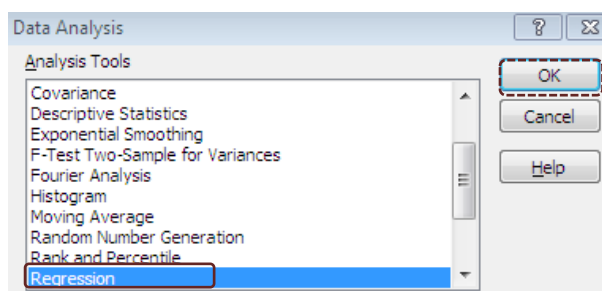 Data Analysis
Analysis Tools
Covariance
Descriptive Statistics
Exponential Smoothing
F-Test Two-Sample for Variances
Fourier Analysis
Histogram
Moving Average
Random Number Generation
Rank and Percentile
Regression
OK
Cancel
Help